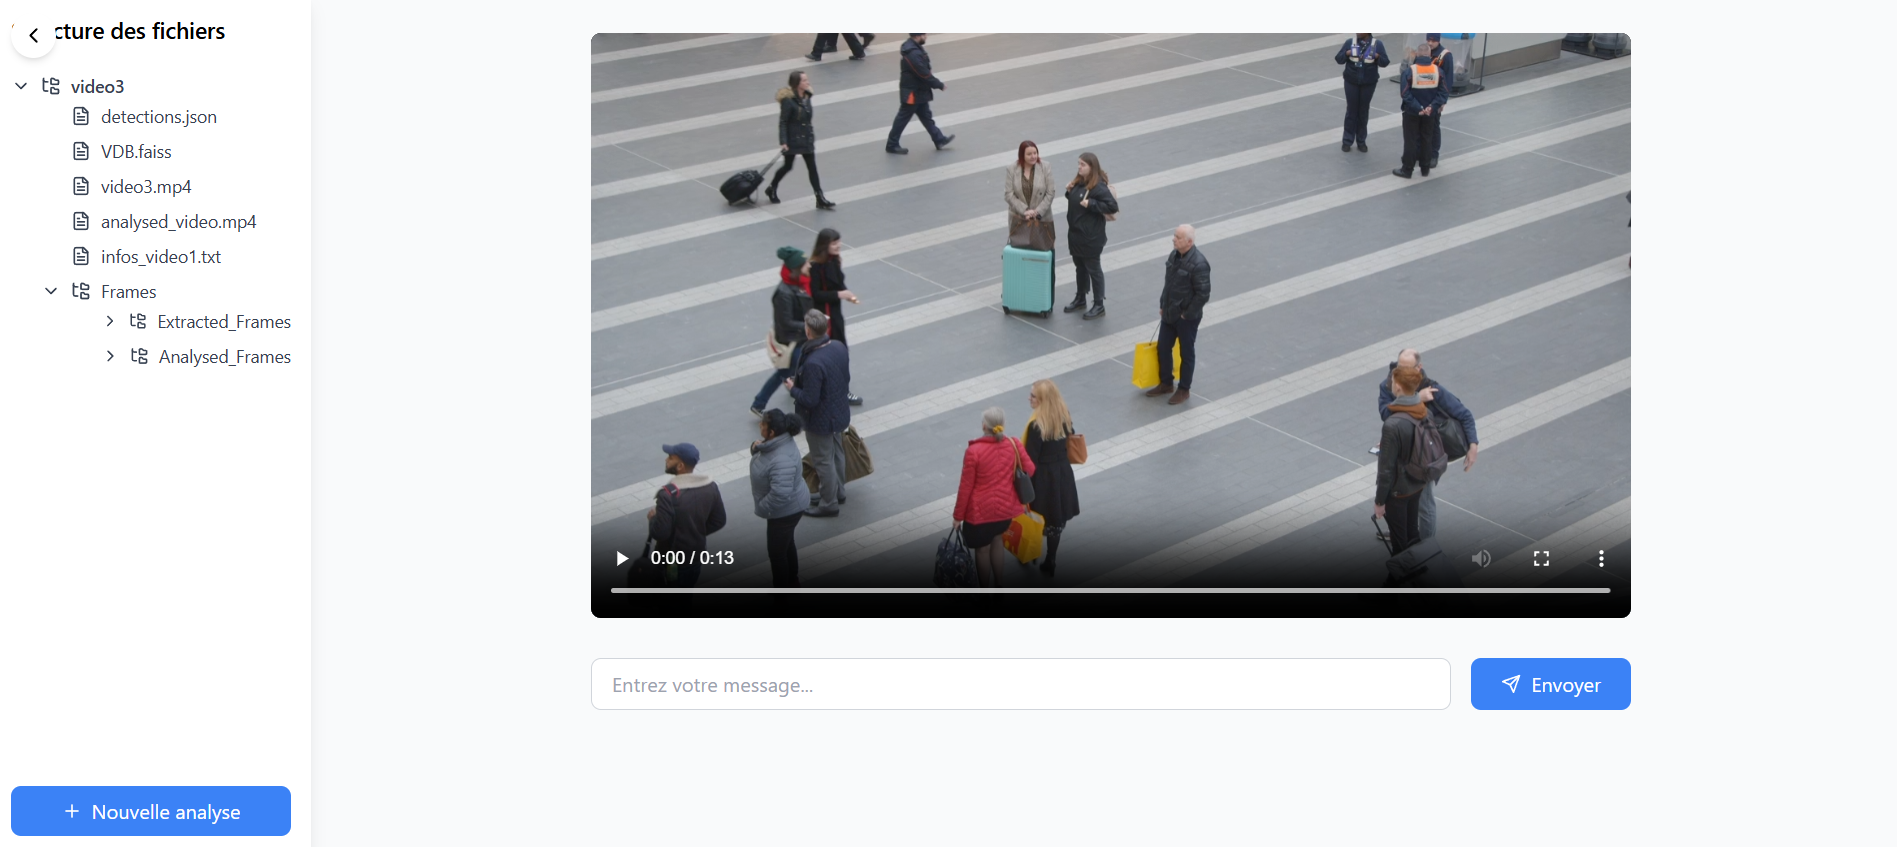 cture des fichiers
video3
detections.json
VDB.faiss
video3.mp4
analysed_video.mp4
infos_video1.txt
Frames
Extracted_Frames
Analysed_Frames
+ Nouvelle analyse
0:00 / 0:13
Entrez votre message...
Envoyer